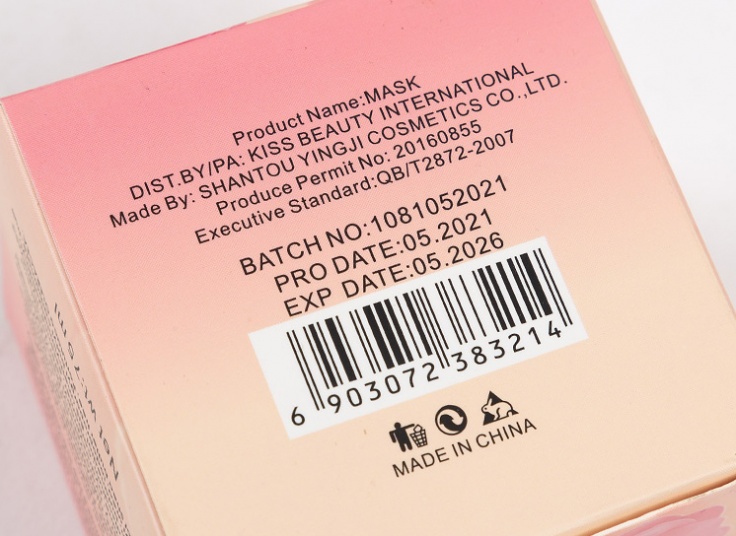 Product Name:MASK
DIST.BY/PA: KISS BEAUTY INTERNATIONAL
Made By: SHANTOU YINGJI COSMETICS CO.,LTD.
Produce Permit No: 20160855
Executive Standard:QB/T2872-2007
BATCH NO:1081052021
PRO DATE:05.2021
EXP DATE:05.2026
6 903072 383214
MADE IN CHINA
Net wt.